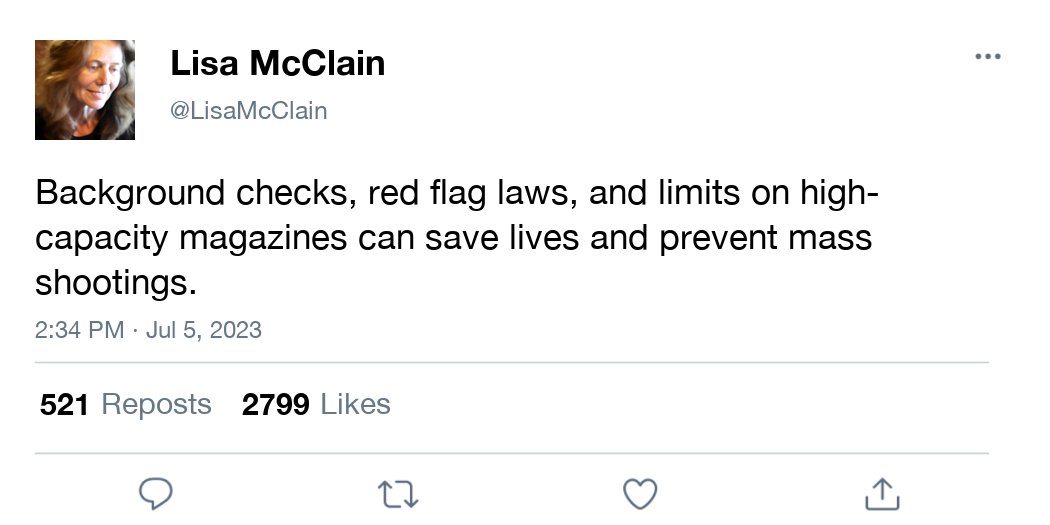 Lisa McClain
@LisaMcClain
Background checks, red flag laws, and limits on high-
capacity magazines can save lives and prevent mass
shootings.
2:34 PM · Jul 5, 2023
521 Reposts 2799 Likes